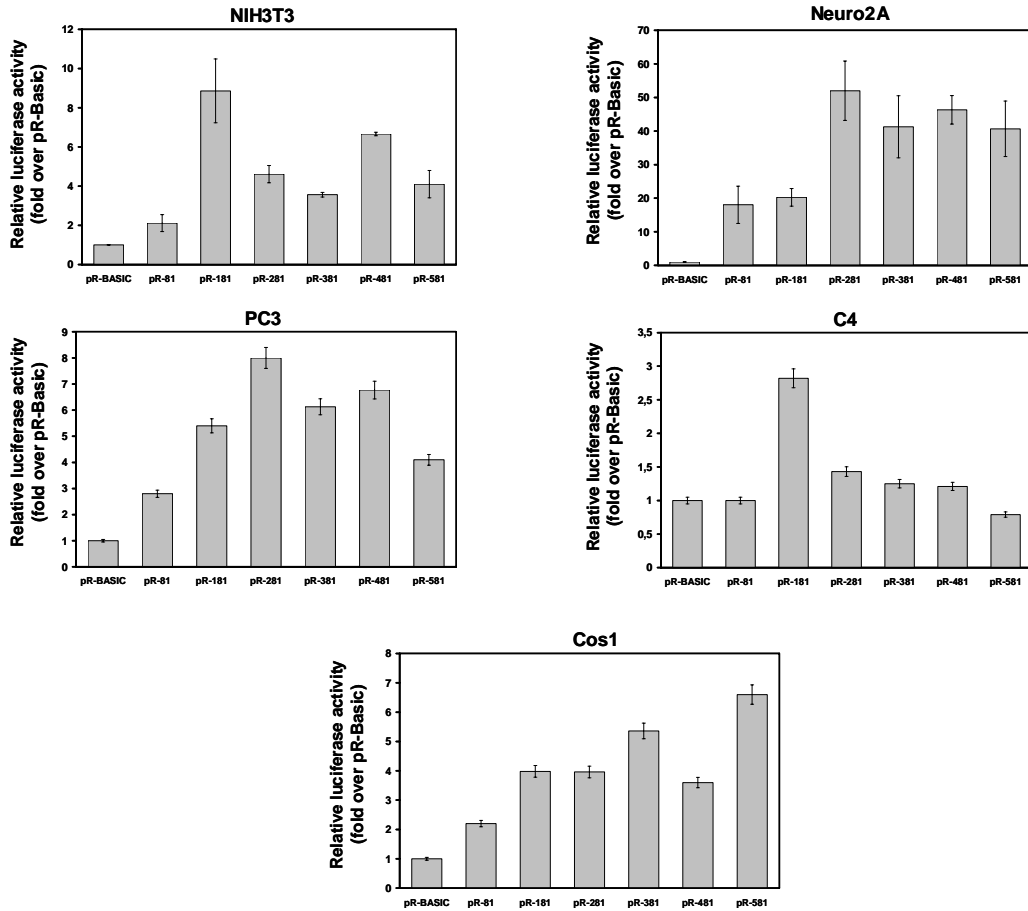 NIH3T3
Relative luciferase activity
(fold over pR-Basic)
12
10
8
6
4
2
0
pR-BASIC pR-81 pR-181 pR-281 pR-381 pR-481 pR-581
Neuro2A
Relative luciferase activity
(fold over pR-Basic)
70
60
50
40
30
20
10
0
pR-BASIC pR-81 pR-181 pR-281 pR-381 pR-481 pR-581
PC3
Relative luciferase activity
(fold over pR-Basic)
9
8
7
6
5
4
3
2
1
0
pR-BASIC pR-81 pR-181 pR-281 pR-381 pR-481 pR-581
C4
Relative luciferase activity
(fold over pR-Basic)
3,5
3
2,5
2
1,5
1
0,5
0
pR-BASIC pR-81 pR-181 pR-281 pR-381 pR-481 pR-581
Cos1
Relative luciferase activity
(fold over pR-Basic)
8
7
6
5
4
3
2
1
0
pR-BASIC pR-81 pR-181 pR-281 pR-381 pR-481 pR-581